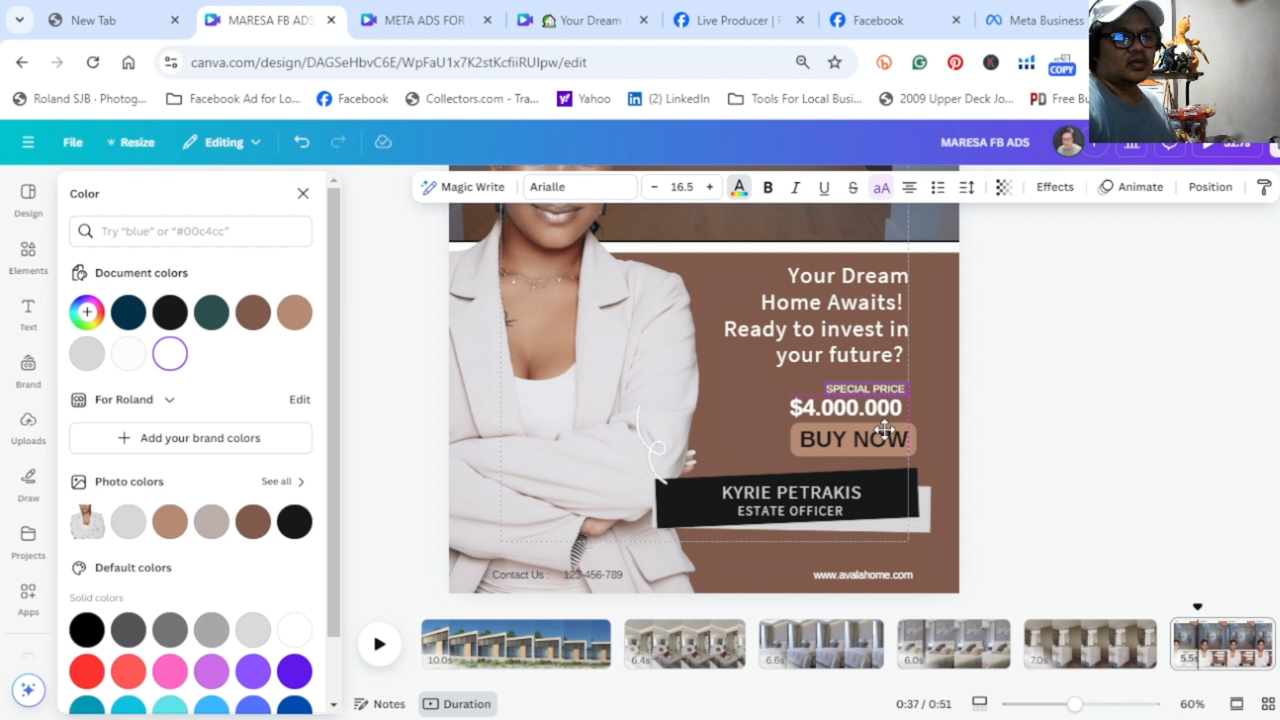 New Tab
MARESA FB ADS
META ADS FOR
Your Dream
Live Producer | F
Facebook
Meta Business
canva.com/design/DAGSeHbvC6E/WpFaU1x7K2stKcfiiRUIpw/edit
COPY
Roland SJB · Photog...
Facebook Ad for Lo...
Facebook
Collectors.com - Tra...
Yahoo
(2) LinkedIn
Tools For Local Busi...
2009 Upper Deck Jo...
Free Bu
File
Resize
Editing
MARESA FB ADS
Color
Magic Write
Arialle
– 16.5 +
A
B
I
U
S
aA
Effects
Animate
Position
Try “blue” or “#00c4cc”
Design
Elements
Text
Brand
Uploads
Draw
Projects
Apps
Document colors
For Roland
Edit
+ Add your brand colors
Photo colors
See all
Default colors
Solid colors
Your Dream
Home Awaits!
Ready to invest in
your future?
SPECIAL PRICE
$4.000.000
BUY NOW
KYRIE PETRAKIS
ESTATE OFFICER
Contact Us : 123-456-789
www.avalahome.com
10.0s
6.4s
6.6s
6.0s
7.0s
5.5s
Notes
Duration
0:37 / 0:51
60%